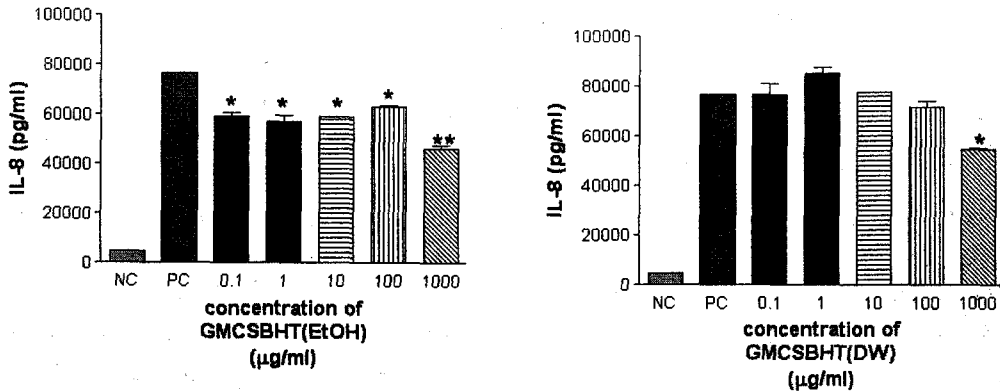 100000
80000
60000
40000
20000
0
IL-8 (pg/ml)
* * * * **
NC PC 0.1 1 10 100 1000
concentration of
GMCSBHT(EtOH)
(μg/ml)
100000
80000
60000
40000
20000
0
IL-8 (pg/ml)
*
NC PC 0.1 1 10 100 1000
concentration of
GMCSBHT(DW)
(μg/ml)